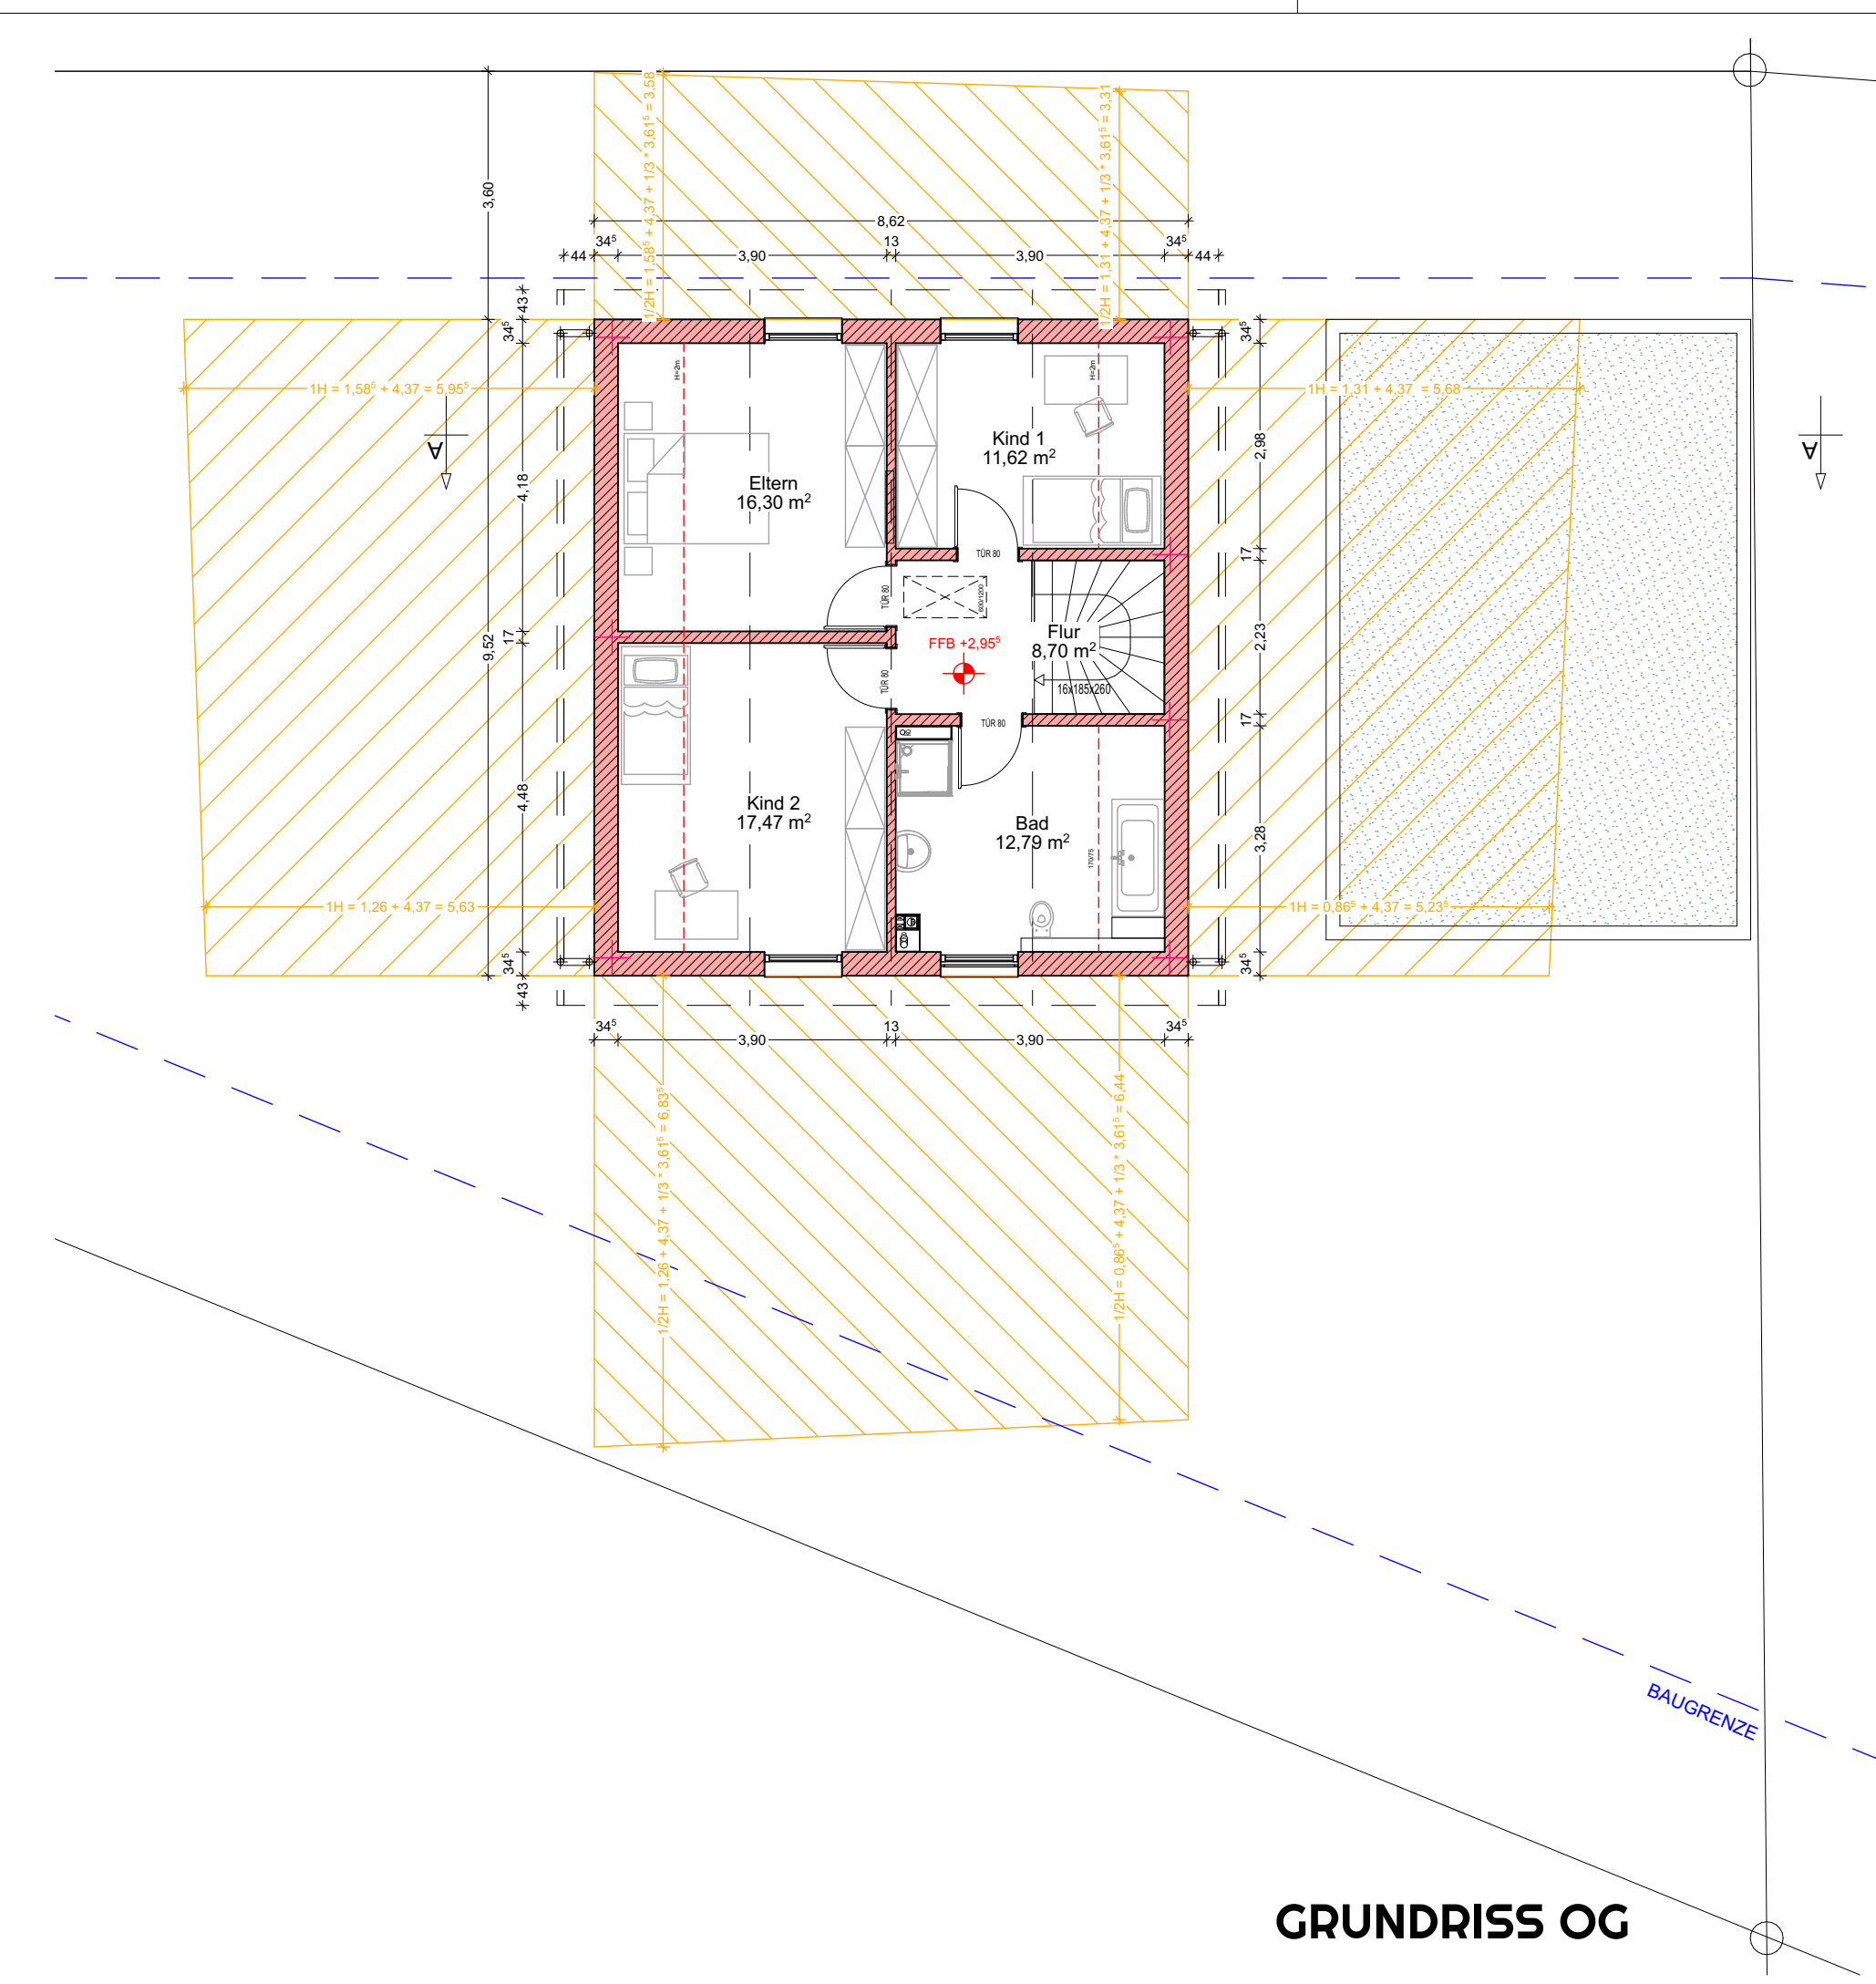 3,60
1/2H = 1,58⁵ + 4,37 + 1/3 * 3,61⁵ = 3,58
1/2H = 1,31 + 4,37 + 1/3 * 3,61⁵ = 3,31
8,62
34⁵
13
34⁵
44
3,90
3,90
44
43
34⁵
34⁵
H=2m
H=2m
1H = 1,58⁵ + 4,37 = 5,95⁵
1H = 1,31 + 4,37 = 5,68
A
A
Kind 1
11,62 m²
2,98
4,18
Eltern
16,30 m²
TÜR 80
17
TÜR 80
600/1200
9,52
17
FFB +2,95⁵
Flur
8,70 m²
2,23
TÜR 80
16x185x260
TÜR 80
17
4,48
Kind 2
17,47 m²
Bad
12,79 m²
170/75
3,28
1H = 1,26 + 4,37 = 5,63
1H = 0,86⁵ + 4,37 = 5,23⁵
34⁵
34⁵
43
34⁵
13
34⁵
3,90
3,90
1/2H = 1,26 + 4,37 + 1/3 * 3,61⁵ = 6,83⁵
1/2H = 0,86⁵ + 4,37 + 1/3 * 3,61⁵ = 6,44
BAUGRENZE
GRUNDRISS OG